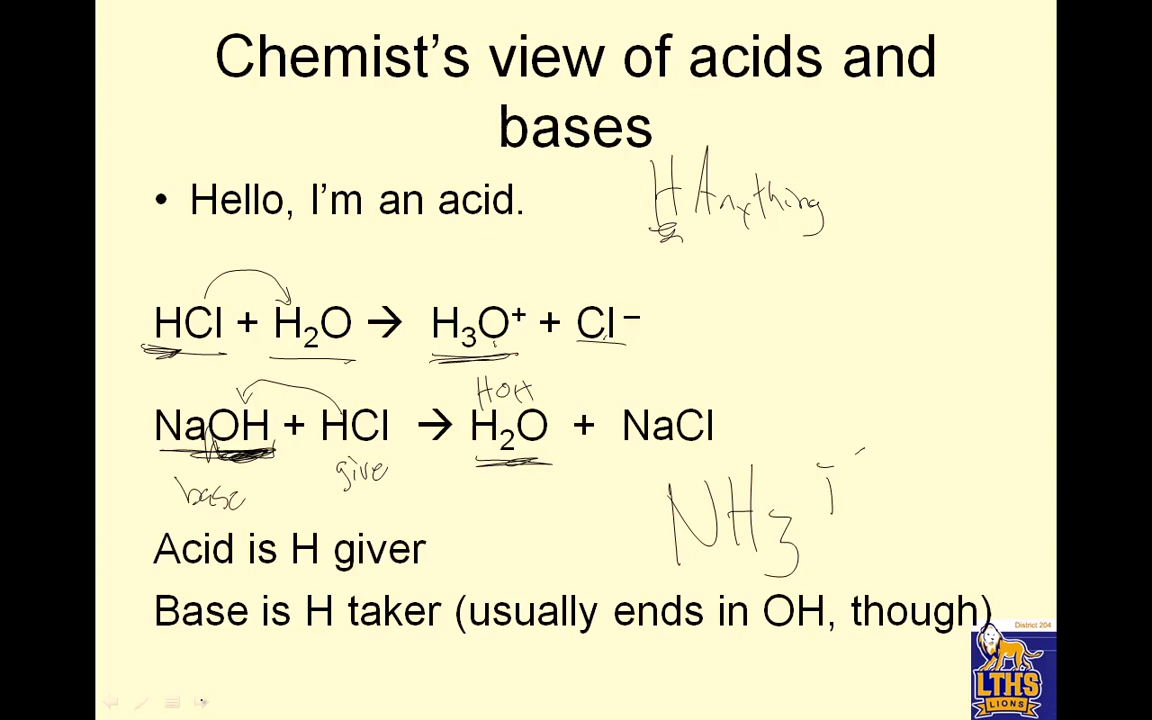 Chemist's view of acids and
bases
• Hello, I'm an acid.
HAnything
HCl + H₂O → H₃O⁺ + Cl⁻
HOH
NaOH + HCl → H₂O + NaCl
base
give
NH3
Acid is H giver
Base is H taker (usually ends in OH, though)
District 204
LTHS
LIONS